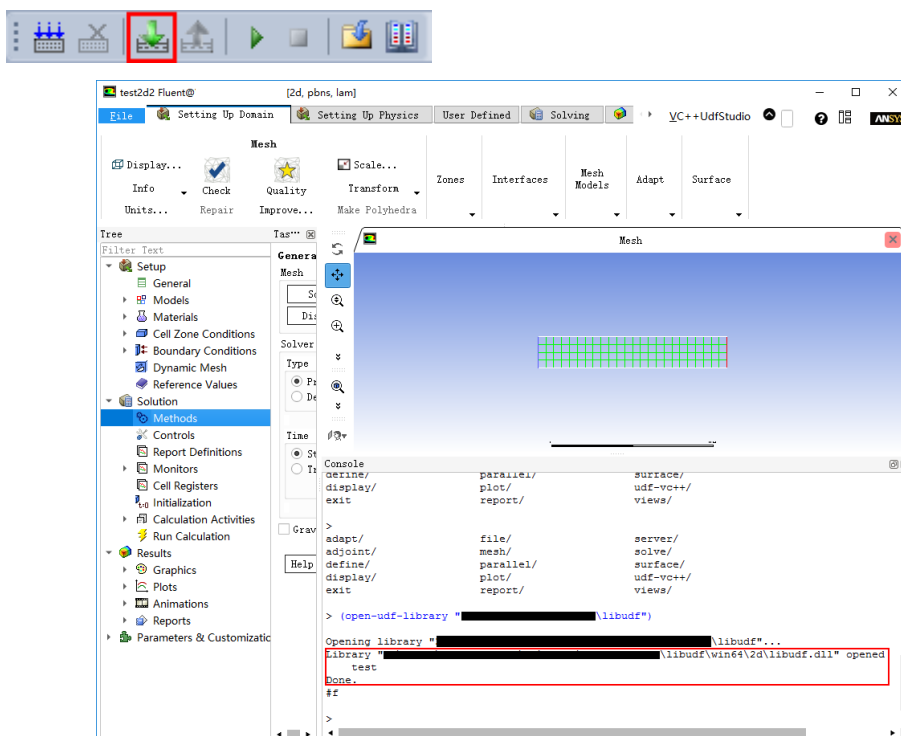 test2d2 Fluent@ [2d, pbns, lam]
File Setting Up Domain Setting Up Physics User Defined Solving VC++UdfStudio ANSYS
Mesh
Display... Scale...
Zones Interfaces Mesh Models Adapt Surface
Info Check Quality Transform
Units... Repair Improve... Make Polyhedra
Tree
Tas...
Mesh
Filter Text
Genera
Setup
Mesh
General
Models
Materials
Cell Zone Conditions
Solver
Boundary Conditions
Type
Dynamic Mesh
Reference Values
Solution
Methods
Controls
Time
Report Definitions
Monitors
Cell Registers
Initialization
Calculation Activities
Grav
Run Calculation
Results
Help
Graphics
Plots
Animations
Reports
Parameters & Customizatio
Console
define/ parallel/ surface/
display/ plot/ udf-vc++/
exit report/ views/
>
adapt/ file/ server/
adjoint/ mesh/ solve/
define/ parallel/ surface/
display/ plot/ udf-vc++/
exit report/ views/
> (open-udf-library " \libudf")
Opening library " \libudf"...
Library " \libudf\win64\2d\libudf.dll" opened
test
Done.
#f
>